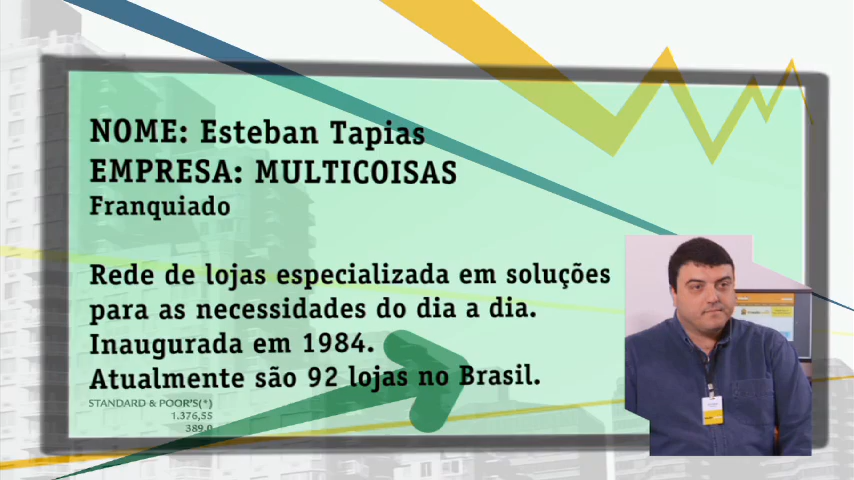 NOME: Esteban Tapias
EMPRESA: MULTICOISAS
Franquiado
Rede de lojas especializada em soluções
para as necessidades do dia a dia.
Inaugurada em 1984.
Atualmente são 92 lojas no Brasil.
STANDARD & POOR'S(*)
1.376,55
389.0